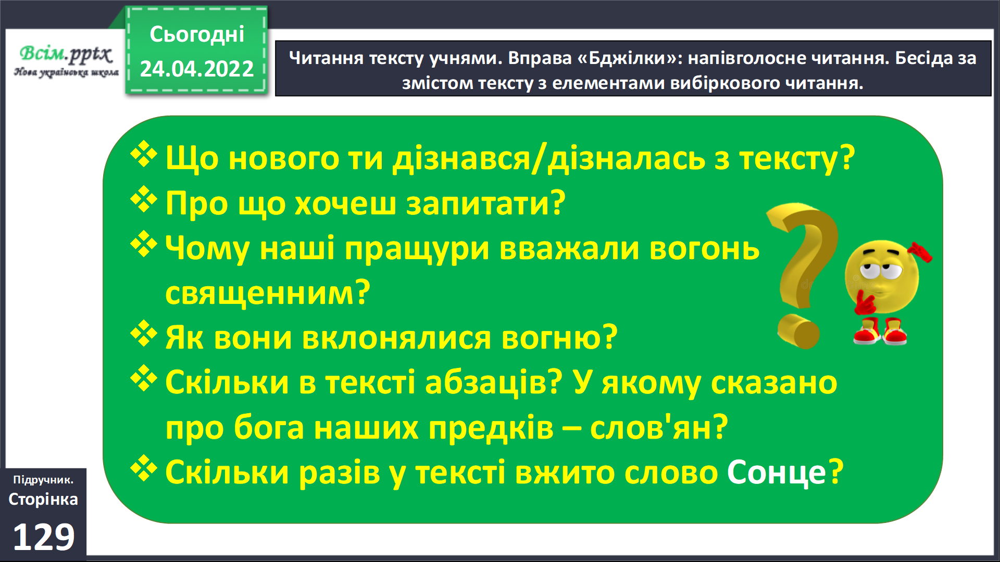 Всім.pptx
Нова українська школа
Сьогодні
24.04.2022
Читання тексту учнями. Вправа «Бджілки»: напівголосне читання. Бесіда за
змістом тексту з елементами вибіркового читання.
Що нового ти дізнався/дізналась з тексту?
Про що хочеш запитати?
Чому наші пращури вважали вогонь
священним?
Як вони вклонялися вогню?
Скільки в тексті абзаців? У якому сказано
про бога наших предків – слов'ян?
Скільки разів у тексті вжито слово Сонце?
Підручник.
Сторінка
129